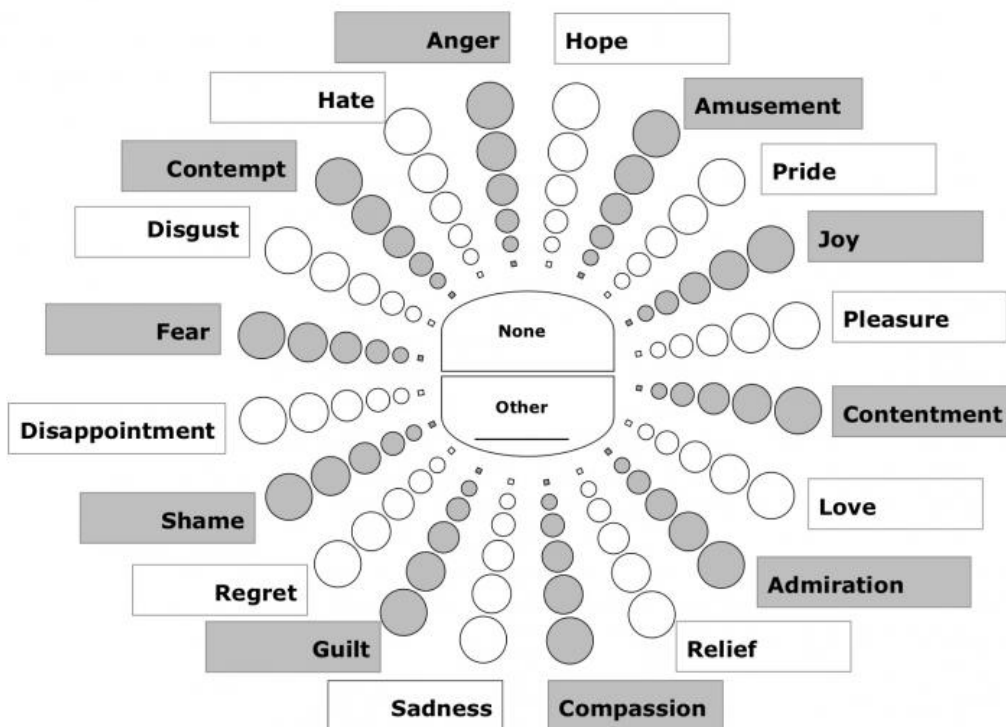 Anger
Hope
Hate
Amusement
Contempt
Pride
Disgust
Joy
Fear
None
Pleasure
Other
Disappointment
Contentment
Shame
Love
Regret
Admiration
Guilt
Relief
Sadness
Compassion